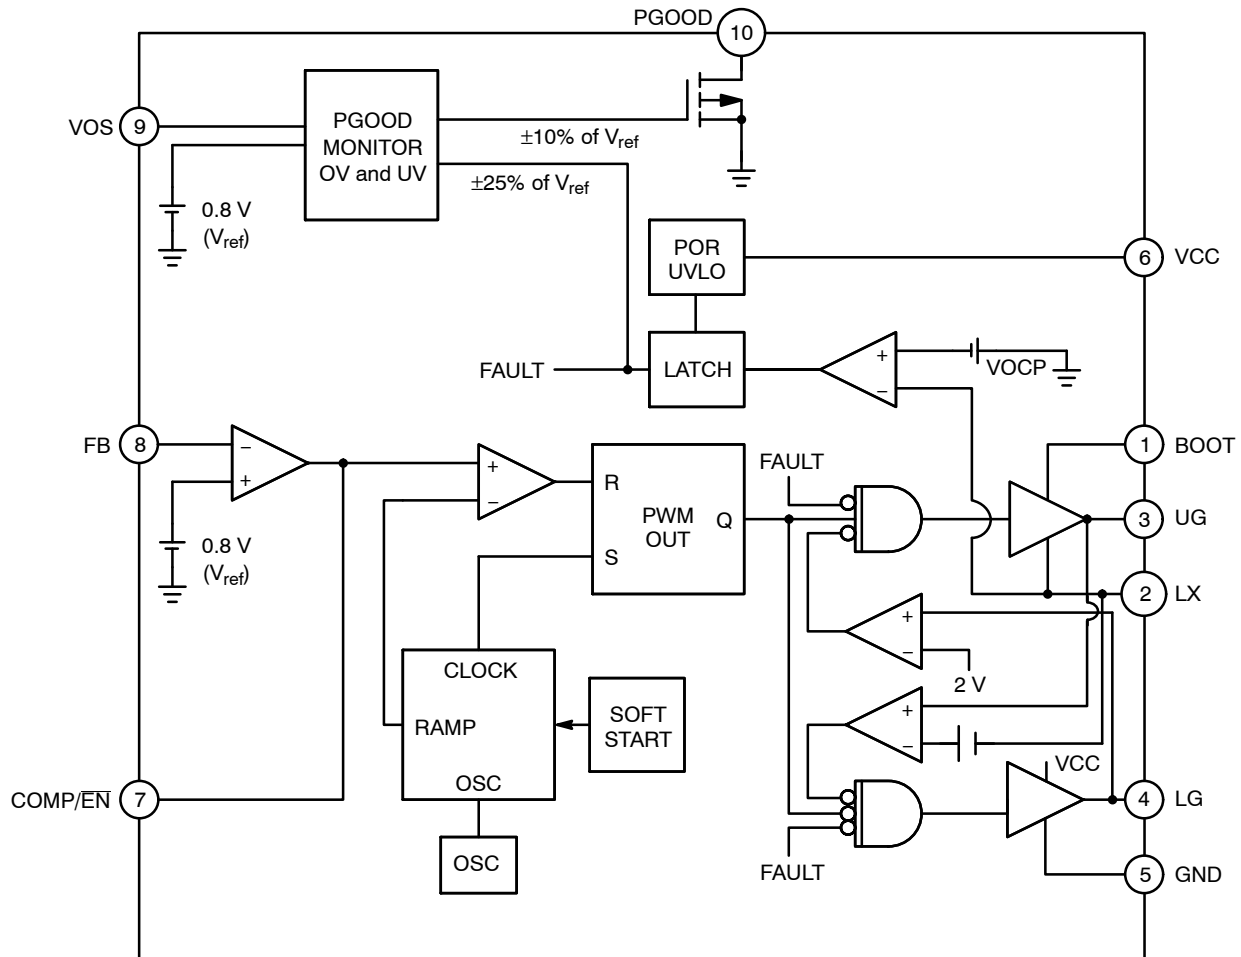 PGOOD
10
VOS
9
PGOOD
MONITOR
OV and UV
±10% of Vref
±25% of Vref
0.8 V
(Vref)
POR
UVLO
6
VCC
FAULT
LATCH
+
−
VOCP
FB
8
−
+
0.8 V
(Vref)
+
−
R
S
PWM
OUT
Q
FAULT
1
BOOT
3
UG
2
LX
+
−
2 V
CLOCK
RAMP
OSC
SOFT
START
+
−
VCC
COMP/EN
7
4
LG
OSC
FAULT
5
GND